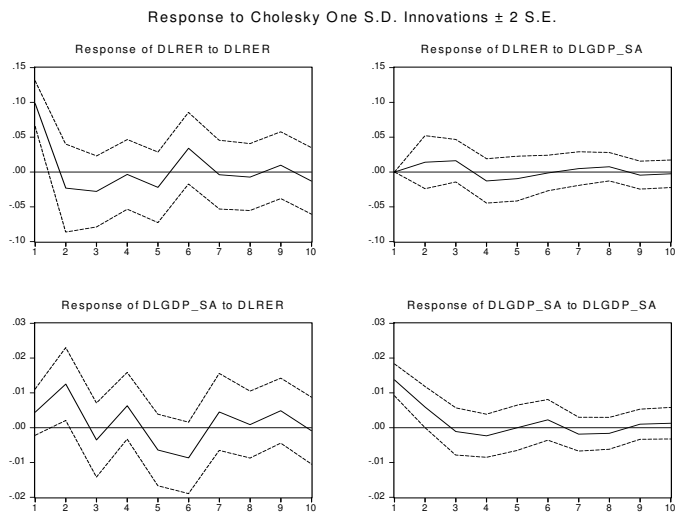 Response to Cholesky One S.D. Innovations ± 2 S.E.
Response of DLRER to DLRER
.15
.10
.05
.00
-.05
-.10
1 2 3 4 5 6 7 8 9 10
Response of DLRER to DLGDP_SA
.15
.10
.05
.00
-.05
-.10
1 2 3 4 5 6 7 8 9 10
Response of DLGDP_SA to DLRER
.03
.02
.01
.00
-.01
-.02
1 2 3 4 5 6 7 8 9 10
Response of DLGDP_SA to DLGDP_SA
.03
.02
.01
.00
-.01
-.02
1 2 3 4 5 6 7 8 9 10